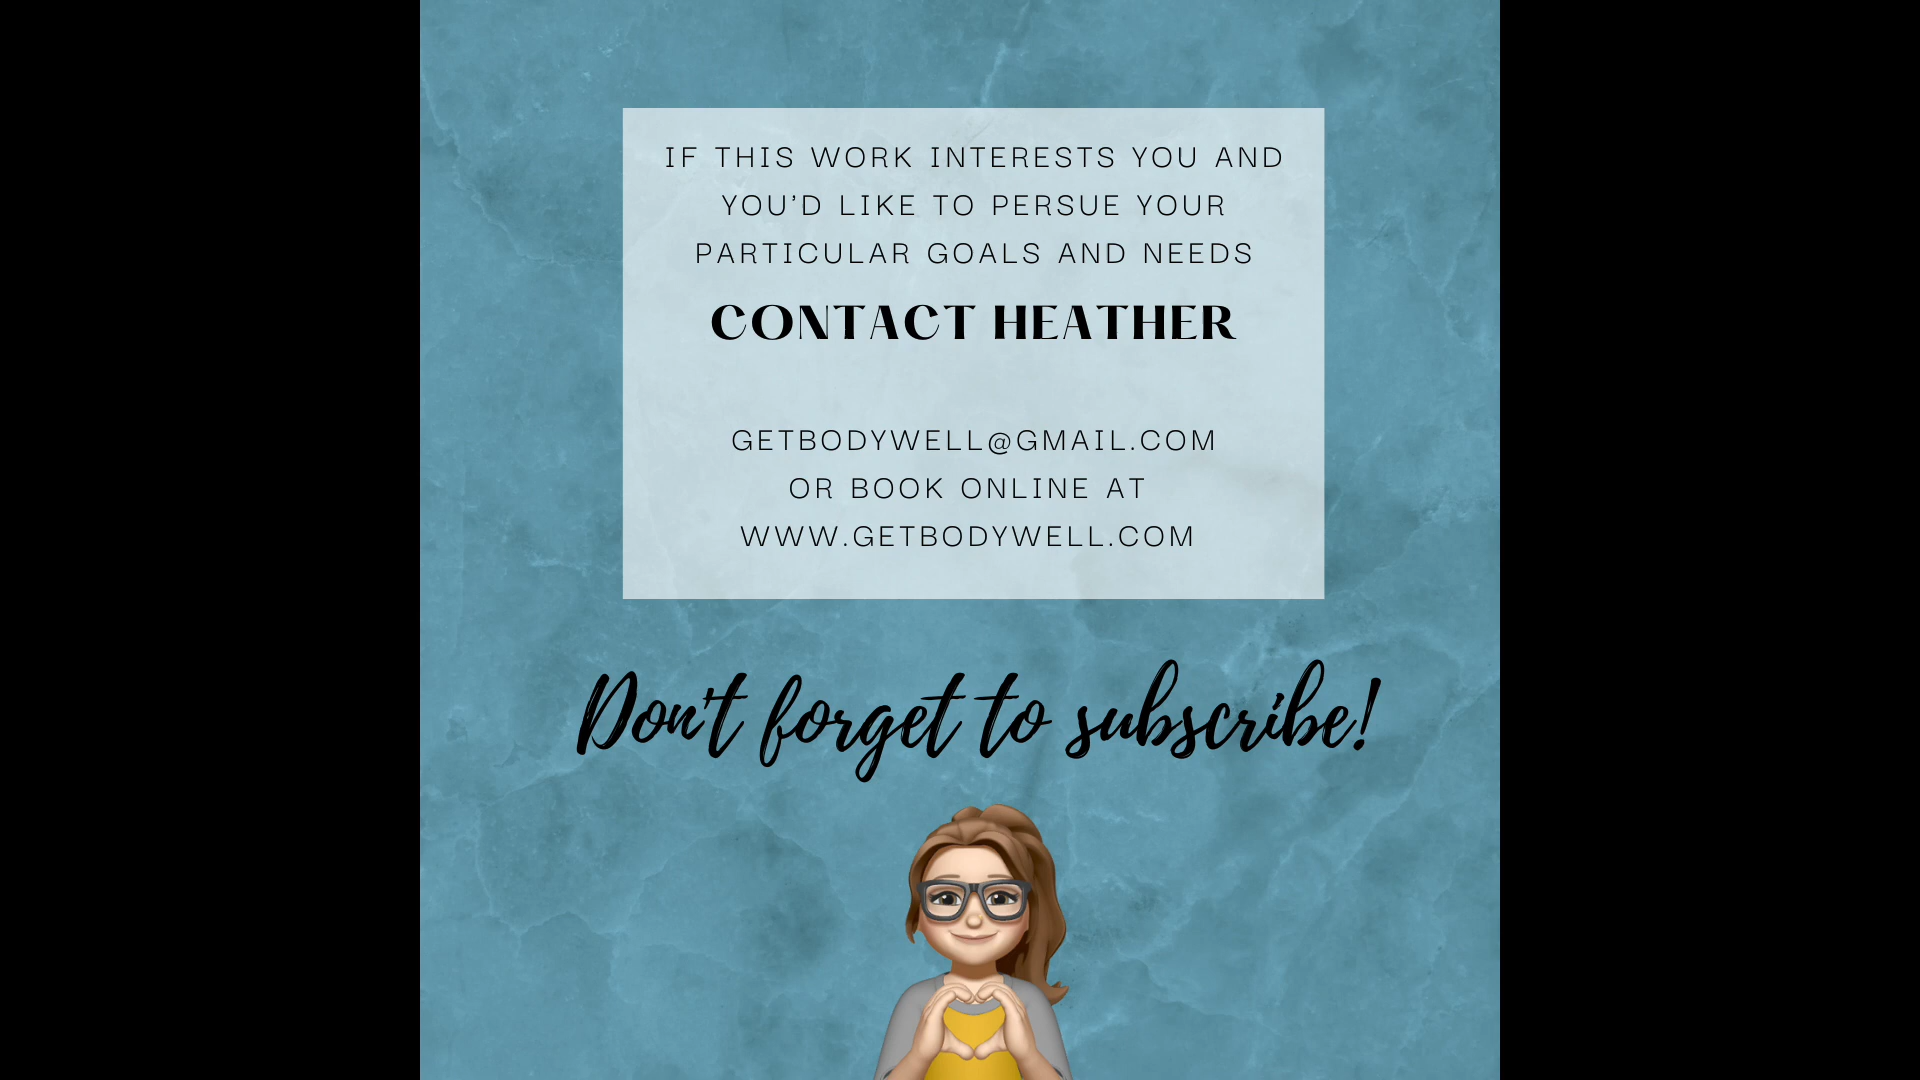 IF THIS WORK INTERESTS YOU AND
YOU'D LIKE TO PERSUE YOUR
PARTICULAR GOALS AND NEEDS
CONTACT HEATHER
GETBODYWELL@GMAIL.COM
OR BOOK ONLINE AT
WWW.GETBODYWELL.COM
Don't forget to subscribe!